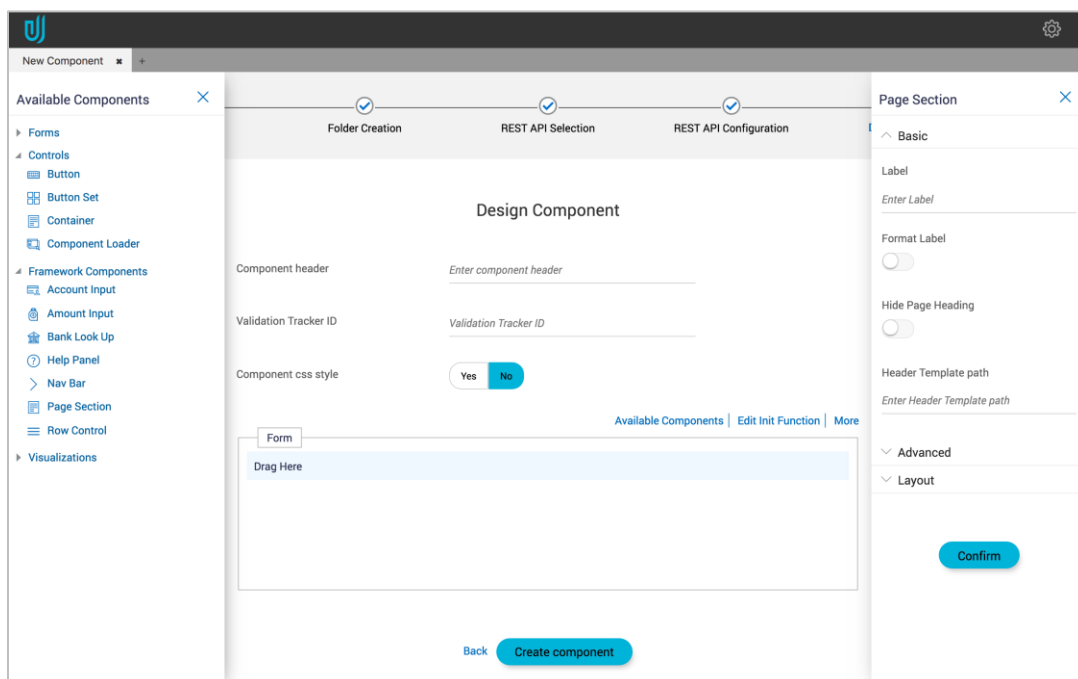 New Component
Available Components
Forms
Controls
Button
Button Set
Container
Component Loader
Framework Components
Account Input
Amount Input
Bank Look Up
Help Panel
Nav Bar
Page Section
Row Control
Visualizations
Folder Creation
REST API Selection
REST API Configuration
Design Component
Component header
Enter component header
Validation Tracker ID
Validation Tracker ID
Component css style
Yes No
Available Components | Edit Init Function | More
Form
Drag Here
Back Create component
Page Section
Basic
Label
Enter Label
Format Label
Hide Page Heading
Header Template path
Enter Header Template path
Advanced
Layout
Confirm